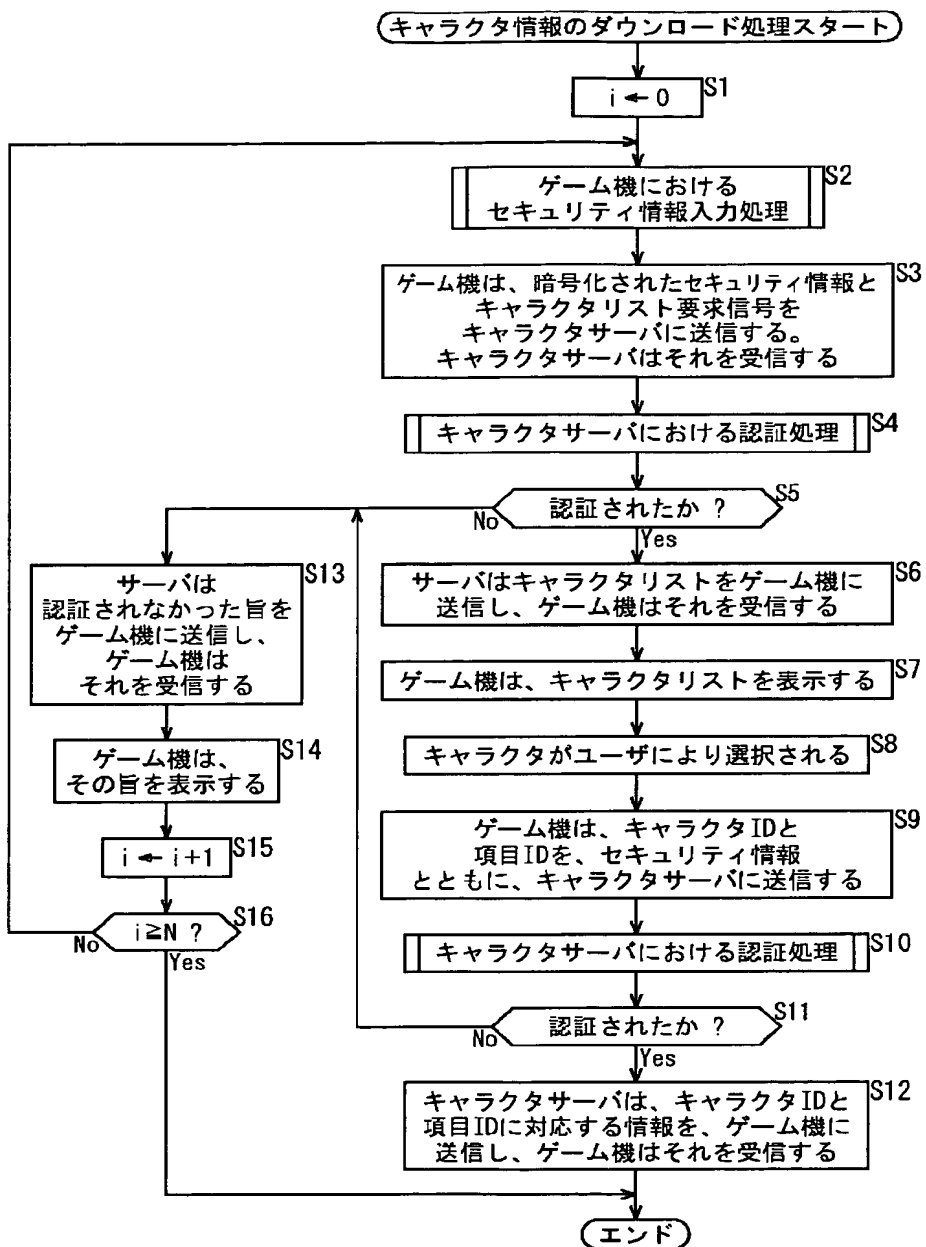 キャラクタ情報のダウンロード処理スタート
S1
i ← 0
S2
ゲーム機における
セキュリティ情報入力処理
S3
ゲーム機は、暗号化されたセキュリティ情報と
キャラクタリスト要求信号を
キャラクタサーバに送信する。
キャラクタサーバはそれを受信する
S4
キャラクタサーバにおける認証処理
S5
認証されたか ?
No
Yes
S6
サーバはキャラクタリストをゲーム機に
送信し、ゲーム機はそれを受信する
S7
ゲーム機は、キャラクタリストを表示する
S8
キャラクタがユーザにより選択される
S9
ゲーム機は、キャラクタIDと
項目IDを、セキュリティ情報
とともに、キャラクタサーバに送信する
S10
キャラクタサーバにおける認証処理
S11
認証されたか ?
No
Yes
S12
キャラクタサーバは、キャラクタIDと
項目IDに対応する情報を、ゲーム機に
送信し、ゲーム機はそれを受信する
S13
サーバは
認証されなかった旨を
ゲーム機に送信し、
ゲーム機は
それを受信する
S14
ゲーム機は、
その旨を表示する
S15
i ← i+1
S16
i≧N ?
No
Yes
エンド